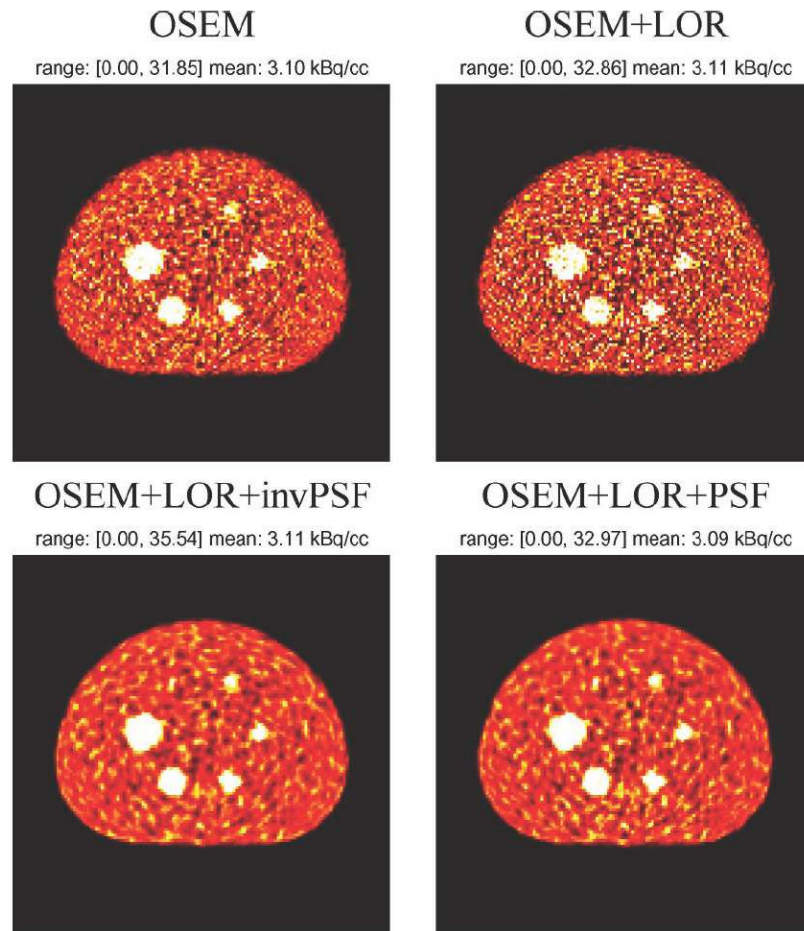 OSEM
range: [0.00, 31.85] mean: 3.10 kBq/cc
OSEM+LOR
range: [0.00, 32.86] mean: 3.11 kBq/cc
OSEM+LOR+invPSF
range: [0.00, 35.54] mean: 3.11 kBq/cc
OSEM+LOR+PSF
range: [0.00, 32.97] mean: 3.09 kBq/cc